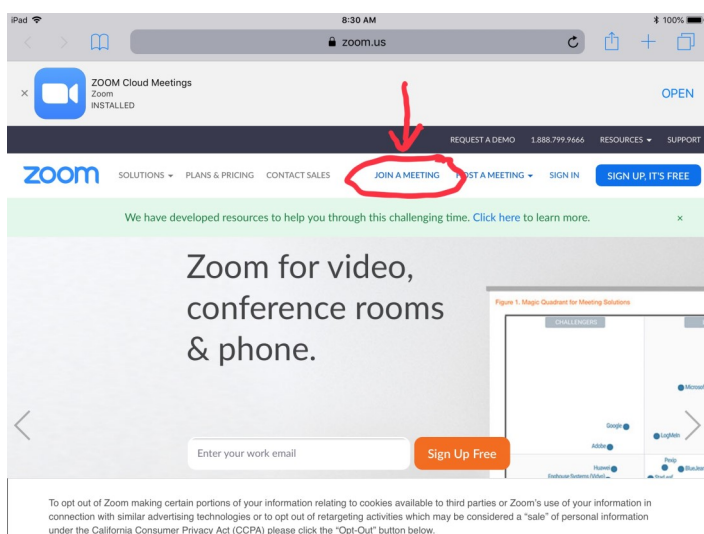 iPad 8:30 AM 100%
zoom.us
ZOOM Cloud Meetings
Zoom
INSTALLED
OPEN
REQUEST A DEMO 1.888.799.9666 RESOURCES SUPPORT
zoom SOLUTIONS PLANS & PRICING CONTACT SALES JOIN A MEETING HOST A MEETING SIGN IN SIGN UP, IT'S FREE
We have developed resources to help you through this challenging time. Click here to learn more.
Zoom for video,
conference rooms
& phone.
Figure 1. Magic Quadrant for Meeting Solutions
CHALLENGERS
Google
LogMeIn
Adobe
Pexip
Huawei
Enter your work email
Sign Up Free
To opt out of Zoom making certain portions of your information relating to cookies available to third parties or Zoom's use of your information in
connection with similar advertising technologies or to opt out of retargeting activities which may be considered a "sale" of personal information
under the California Consumer Privacy Act (CCPA) please click the "Opt-Out" button below.